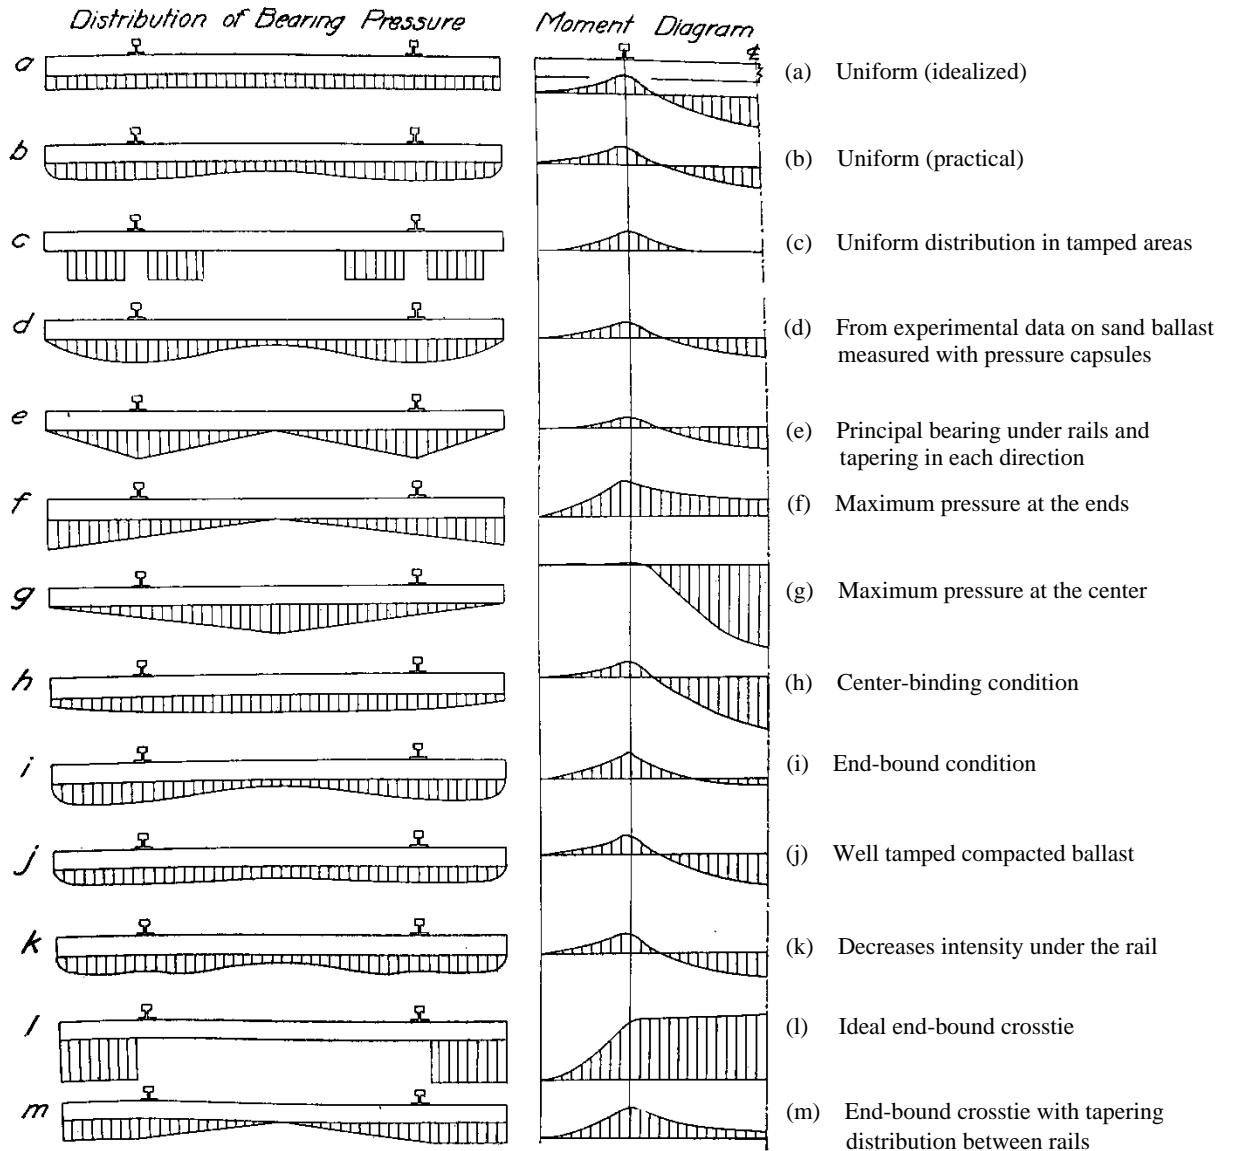 Distribution of Bearing Pressure
Moment Diagram
℄
a
(a) Uniform (idealized)
b
(b) Uniform (practical)
c
(c) Uniform distribution in tamped areas
d
(d) From experimental data on sand ballast
measured with pressure capsules
e
(e) Principal bearing under rails and
tapering in each direction
f
(f) Maximum pressure at the ends
g
(g) Maximum pressure at the center
h
(h) Center-binding condition
i
(i) End-bound condition
j
(j) Well tamped compacted ballast
k
(k) Decreases intensity under the rail
l
(l) Ideal end-bound crosstie
m
(m) End-bound crosstie with tapering
distribution between rails